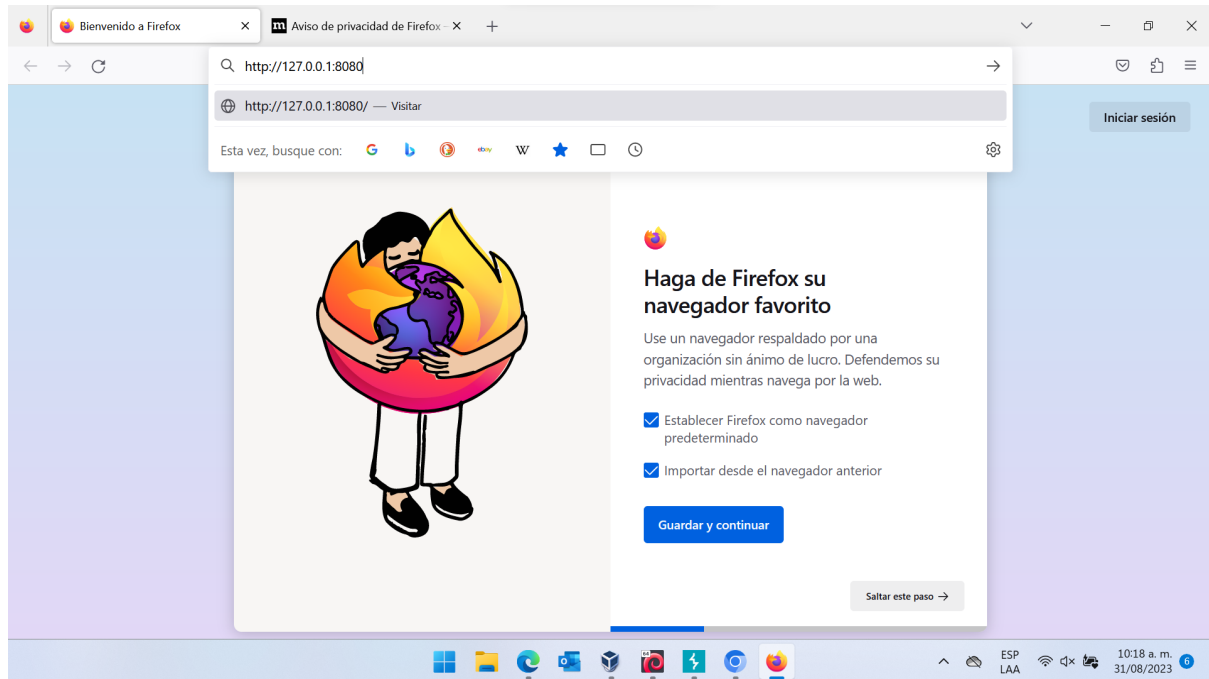 Bienvenido a Firefox
Aviso de privacidad de Firefox –
http://127.0.0.1:8080
http://127.0.0.1:8080/ — Visitar
Esta vez, busque con:
ebay
W
Iniciar sesión
Haga de Firefox su
navegador favorito
Use un navegador respaldado por una
organización sin ánimo de lucro. Defendemos su
privacidad mientras navega por la web.
Establecer Firefox como navegador
predeterminado
Importar desde el navegador anterior
Guardar y continuar
Saltar este paso →
ESP
LAA
10:18 a. m.
31/08/2023
6